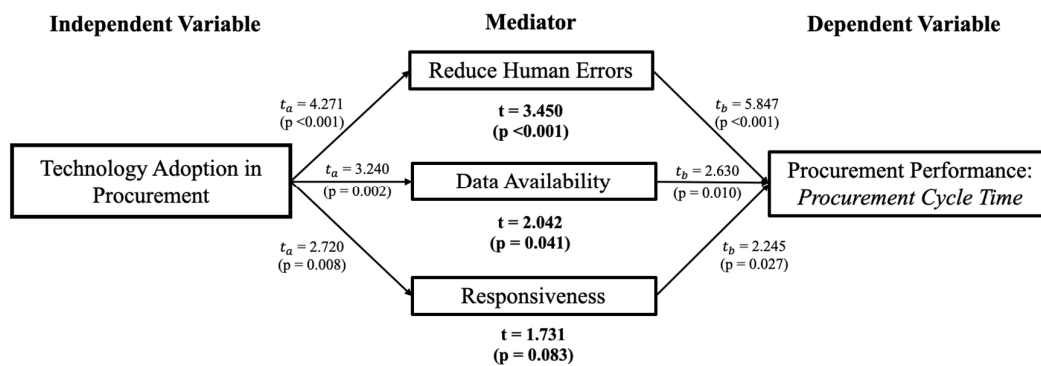 Independent Variable
Mediator
Dependent Variable
Reduce Human Errors
t = 3.450
(p <0.001)
tₐ = 4.271
(p <0.001)
t_b = 5.847
(p <0.001)
Technology Adoption in
Procurement
tₐ = 3.240
(p = 0.002)
Data Availability
t = 2.042
(p = 0.041)
t_b = 2.630
(p = 0.010)
Procurement Performance:
Procurement Cycle Time
tₐ = 2.720
(p = 0.008)
Responsiveness
t = 1.731
(p = 0.083)
t_b = 2.245
(p = 0.027)